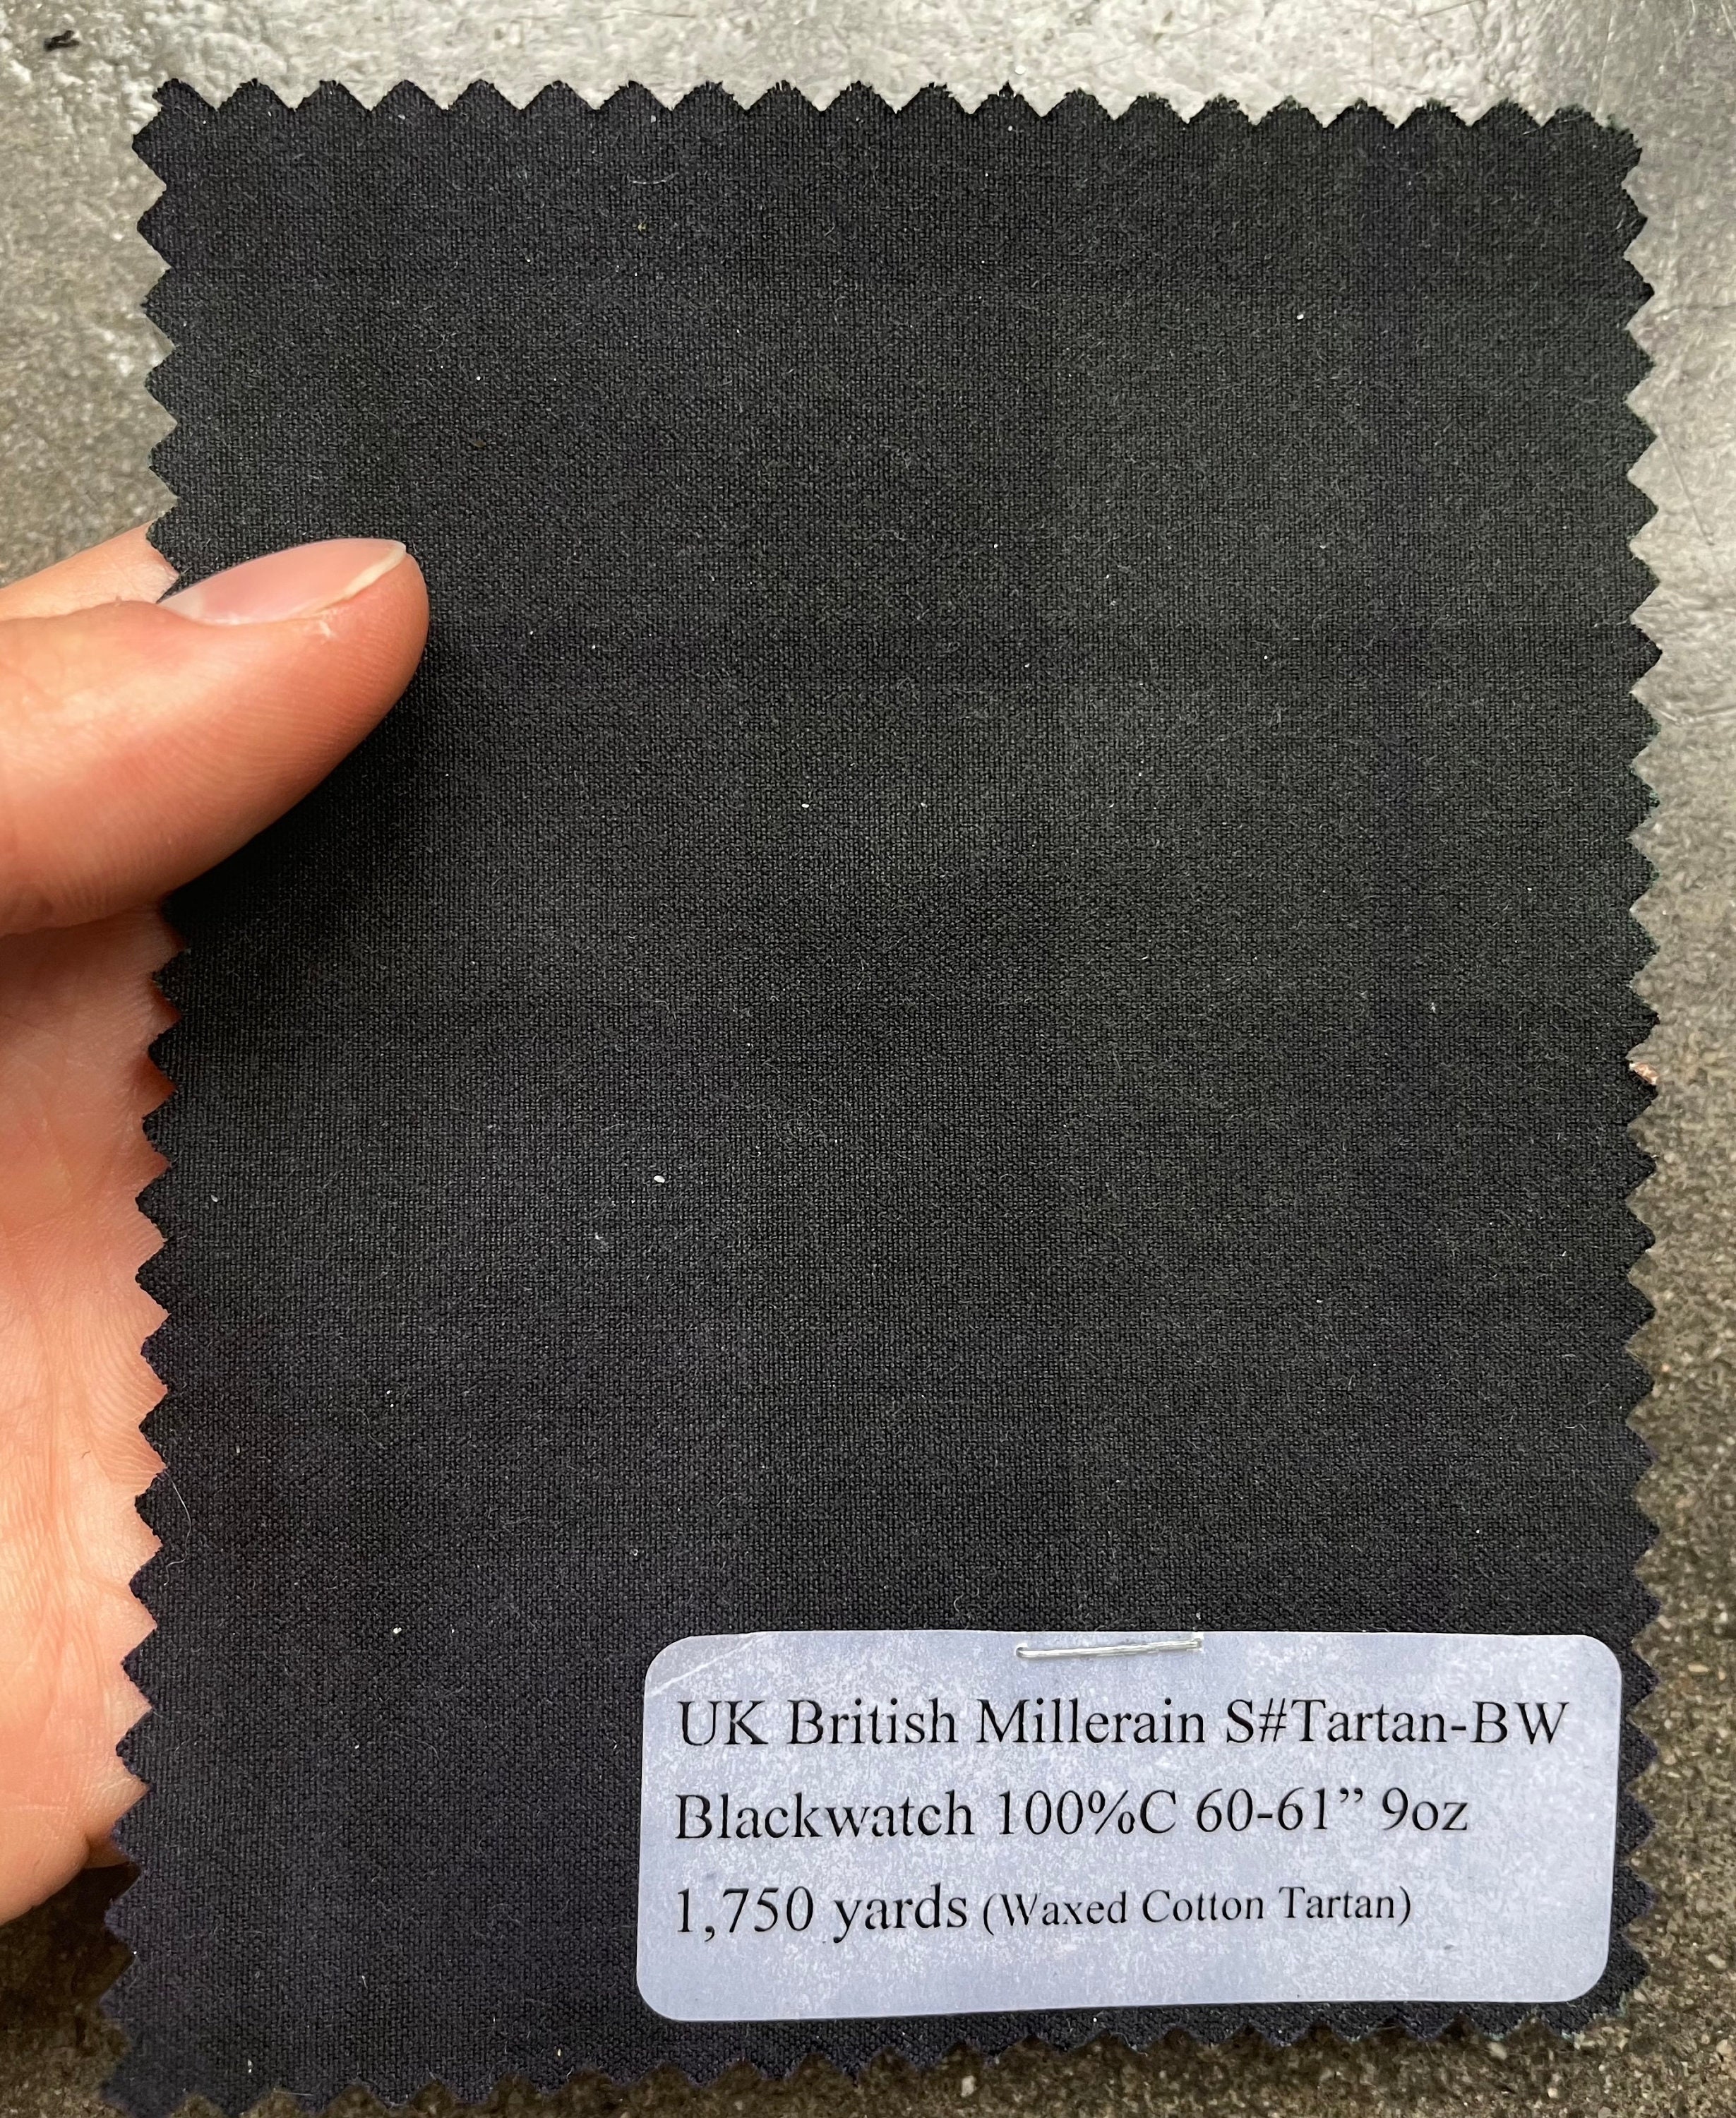 UK British Millerain S#Tartan-BW
Blackwatch 100%C 60-61” 9oz
1,750 yards (Waxed Cotton Tartan)